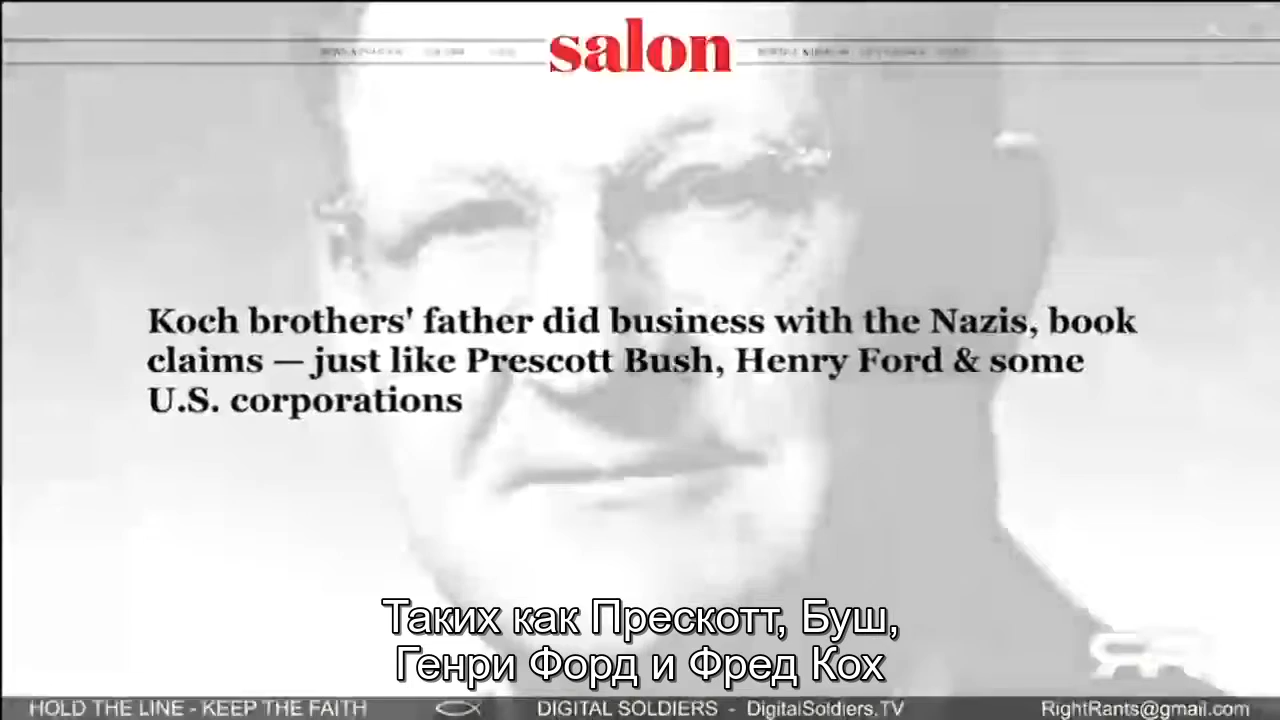 salon
Koch brothers' father did business with the Nazis, book
claims — just like Prescott Bush, Henry Ford & some
U.S. corporations
Таких как Прескотт, Буш,
Генри Форд и Фред Кох
HOLD THE LINE - KEEP THE FAITH DIGITAL SOLDIERS - DigitalSoldiers.TV RightRants@gmail.com